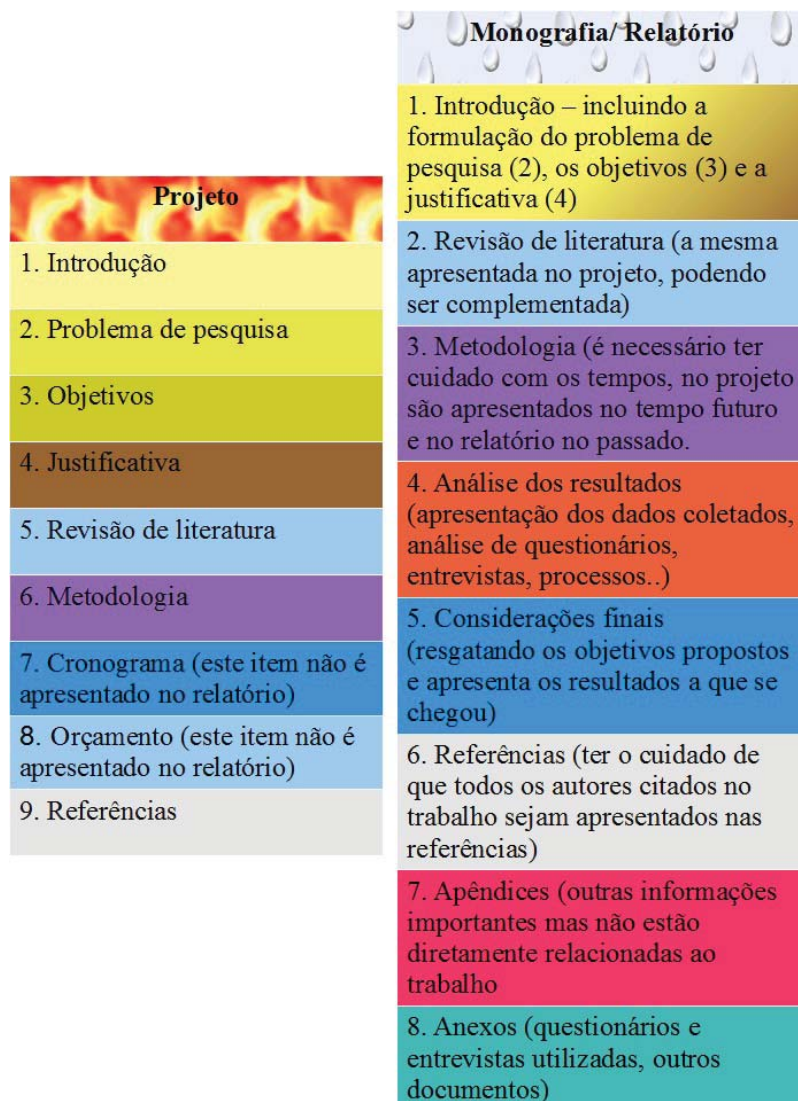 Projeto
1. Introdução
2. Problema de pesquisa
3. Objetivos
4. Justificativa
5. Revisão de literatura
6. Metodologia
7. Cronograma (este item não é
apresentado no relatório)
8. Orçamento (este item não é
apresentado no relatório)
9. Referências
Monografia/ Relatório
1. Introdução – incluindo a
formulação do problema de
pesquisa (2), os objetivos (3) e a
justificativa (4)
2. Revisão de literatura (a mesma
apresentada no projeto, podendo
ser complementada)
3. Metodologia (é necessário ter
cuidado com os tempos, no projeto
são apresentados no tempo futuro
e no relatório no passado.
4. Análise dos resultados
(apresentação dos dados coletados,
análise de questionários,
entrevistas, processos..)
5. Considerações finais
(resgatando os objetivos propostos
e apresenta os resultados a que se
chegou)
6. Referências (ter o cuidado de
que todos os autores citados no
trabalho sejam apresentados nas
referências)
7. Apêndices (outras informações
importantes mas não estão
diretamente relacionadas ao
trabalho
8. Anexos (questionários e
entrevistas utilizadas, outros
documentos)